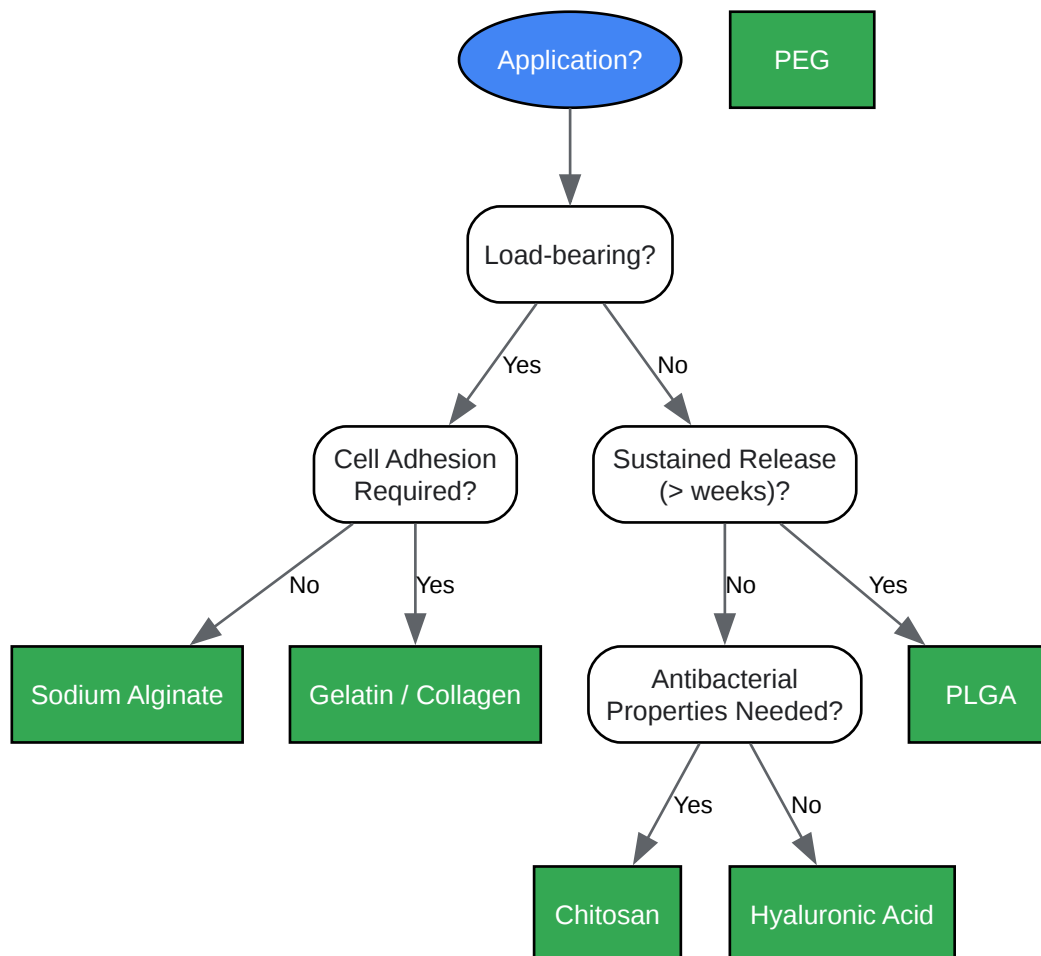 Application?
PEG
Load-bearing?
Yes
No
Cell Adhesion
Required?
Sustained Release
(> weeks)?
No
Yes
No
Yes
Sodium Alginate
Gelatin / Collagen
Antibacterial
Properties Needed?
PLGA
Yes
No
Chitosan
Hyaluronic Acid